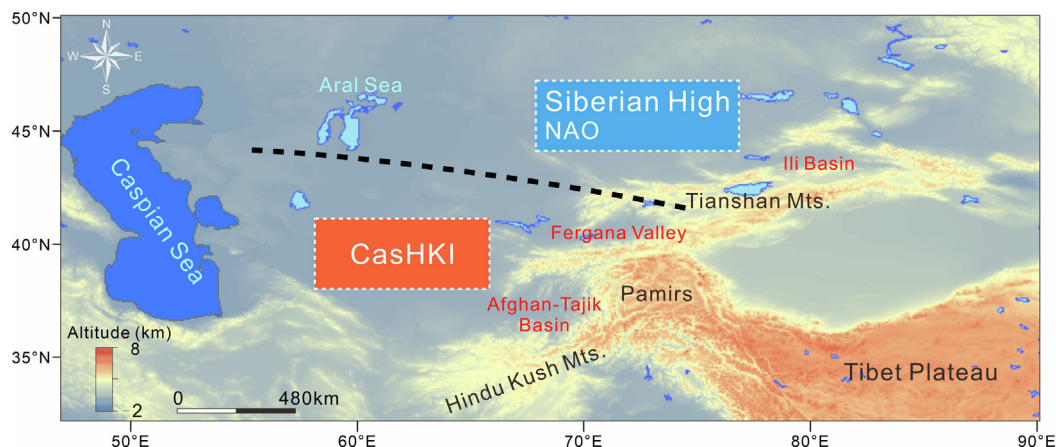 50°N
N
W
E
S
Aral Sea
Siberian High
NAO
45°N
Ili Basin
Caspian Sea
Tianshan Mts.
Fergana Valley
40°N
CasHKI
Afghan-Tajik
Basin
Pamirs
Altitude (km)
8
35°N
-2
0
480km
Hindu Kush Mts.
Tibet Plateau
50°E
60°E
70°E
80°E
90°E